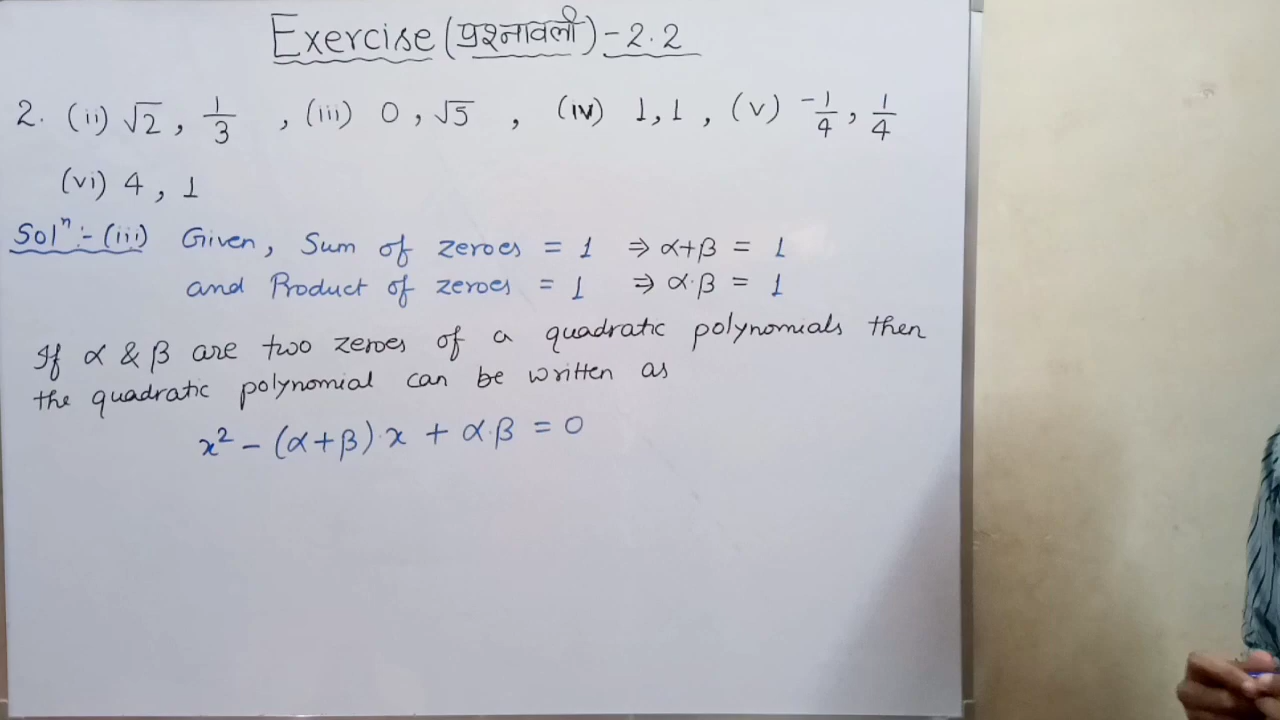 Exercise (प्रश्नावली) - 2.2
2. (ii) √2, 1/3 , (iii) 0, √5 , (iv) 1, 1, (v) -1/4, 1/4
(vi) 4, 1
Solⁿ:- (iii) Given, Sum of zeroes = 1 ⇒ α+β = 1
and Product of zeroes = 1 ⇒ α·β = 1
If α & β are two zeroes of a quadratic polynomials then
the quadratic polynomial can be written as
x² - (α+β)·x + α·β = 0